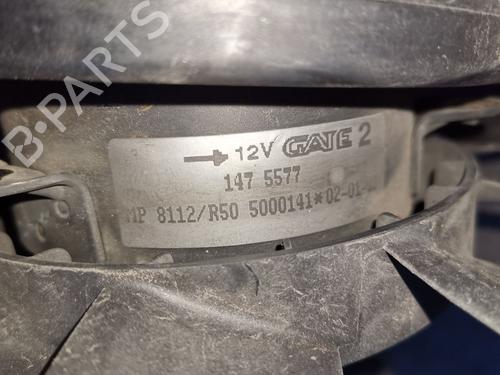 B-PARTS
12V GATE 2
147 5577
MP 8112/R50 5000141*02-01-